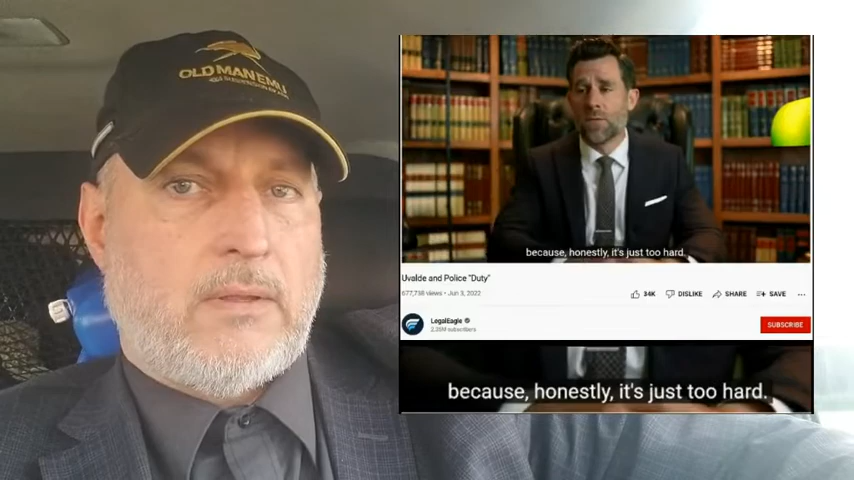 OLD MAN EMU
because, honestly, it's just too hard.
Uvalde and Police "Duty"
677,738 views • Jun 3, 2022
34K
DISLIKE
SHARE
SAVE
LegalEagle
SUBSCRIBE
because, honestly, it's just too hard.